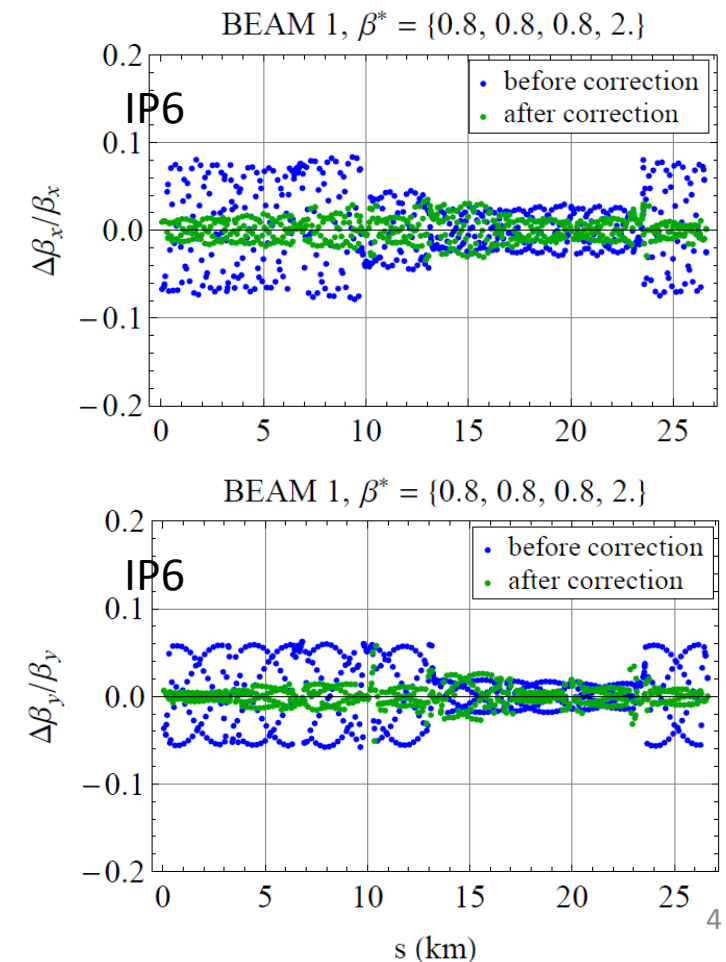 BEAM 1, β* = {0.8, 0.8, 0.8, 2.}
0.2
before correction
after correction
IP6
0.1
0.0
−0.1
−0.2
Δβx/βx
0 5 10 15 20 25
BEAM 1, β* = {0.8, 0.8, 0.8, 2.}
0.2
before correction
after correction
IP6
0.1
0.0
−0.1
−0.2
Δβy/βy
0 5 10 15 20 25
s (km)
4